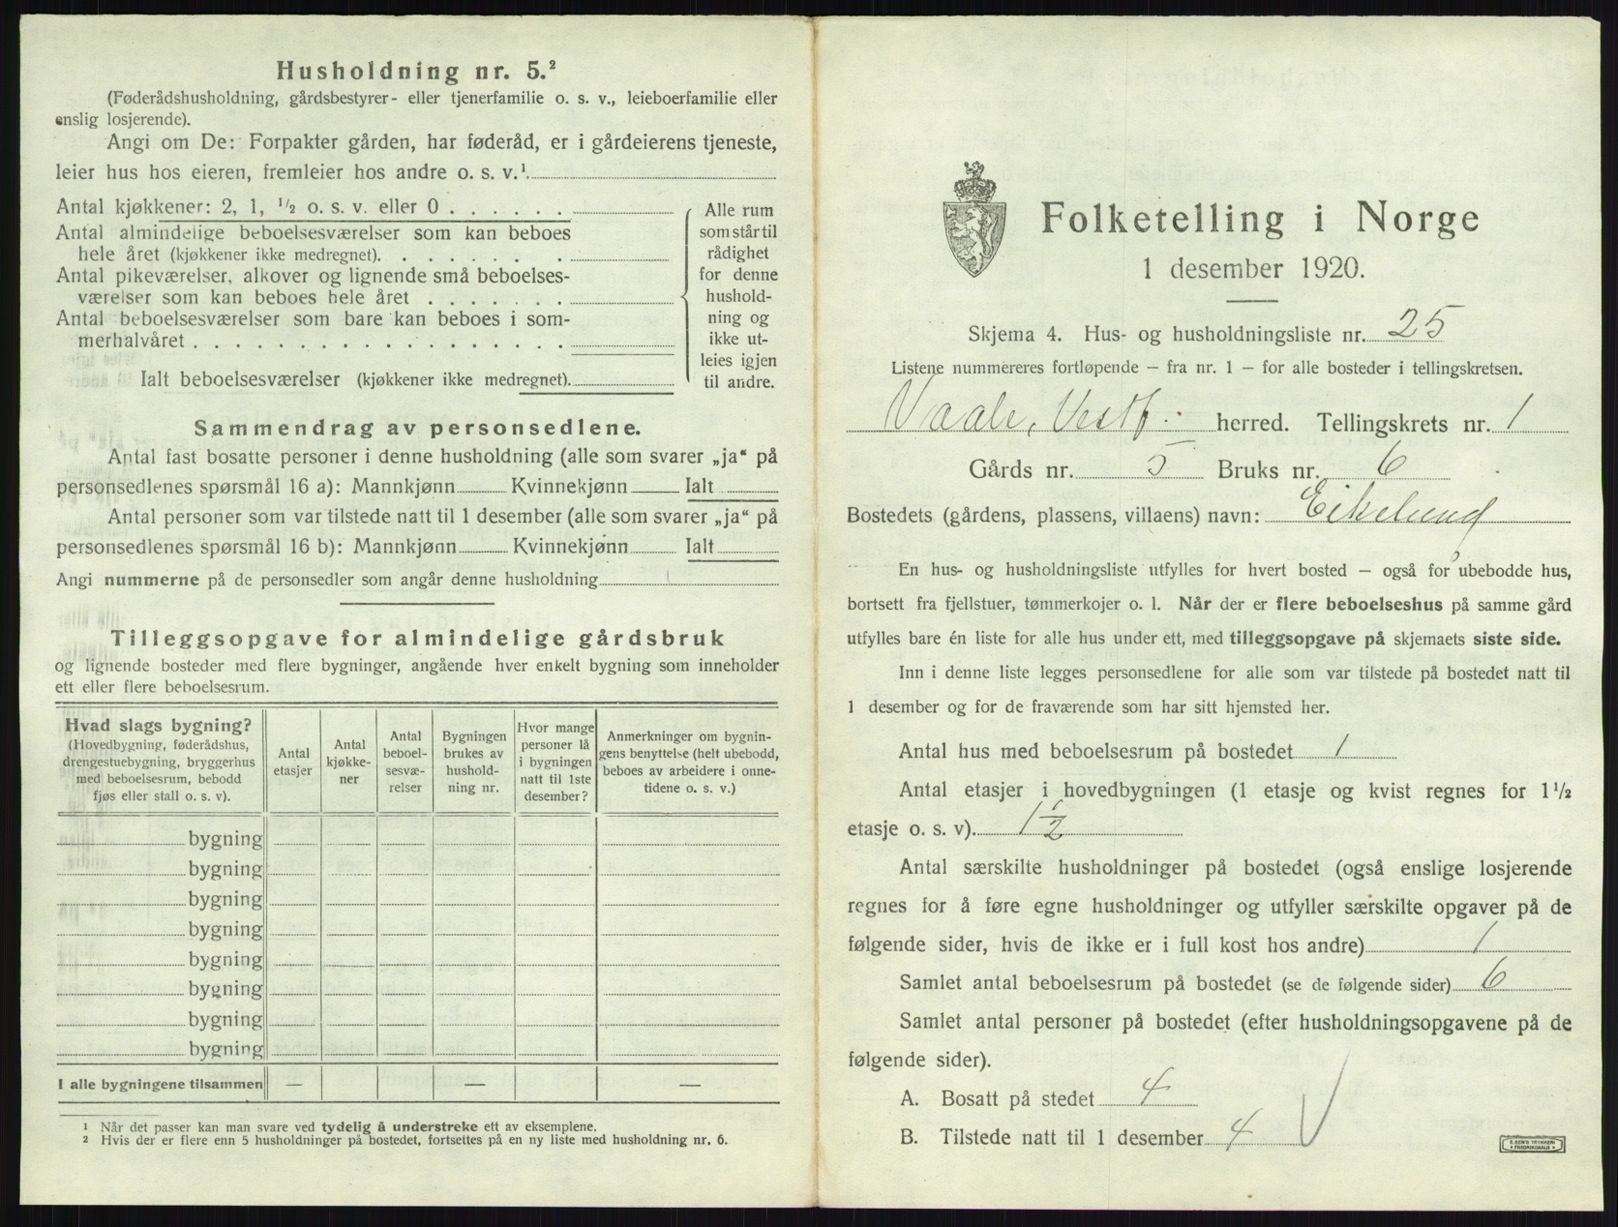 Husholdning nr. 5.²
(Føderådshusholdning, gårdsbestyrer- eller tjenerfamilie o. s. v., leieboerfamilie eller
enslig losjerende).
Angi om De: Forpakter gården, har føderåd, er i gårdeierens tjeneste,
leier hus hos eieren, fremleier hos andre o. s. v.¹
Antal kjøkkener: 2, 1, ½ o. s. v. eller 0 . . . . . .
Antal almindelige beboelsesværelser som kan beboes
hele året (kjøkkener ikke medregnet). . . . . . . .
Antal pikeværelser, alkover og lignende små beboelses-
værelser som kan beboes hele året . . . . . . .
Antal beboelsesværelser som bare kan beboes i som-
merhalvåret . . . . . . . . . . . . . . . . .
Ialt beboelsesværelser (kjøkkener ikke medregnet).
Alle rum
som står til
rådighet
for denne
hushold-
ning og
ikke ut-
leies igjen
til andre.
Sammendrag av personsedlene.
Antal fast bosatte personer i denne husholdning (alle som svarer „ja“ på
personsedlenes spørsmål 16 a): Mannkjønn Kvinnekjønn Ialt
Antal personer som var tilstede natt til 1 desember (alle som svarer „ja“ på
personsedlenes spørsmål 16 b): Mannkjønn Kvinnekjønn Ialt
Angi nummerne på de personsedler som angår denne husholdning
Tilleggsopgave for almindelige gårdsbruk
og lignende bosteder med flere bygninger, angående hver enkelt bygning som inneholder
ett eller flere beboelsesrum.
Hvad slags bygning?
(Hovedbygning, føderådshus,
drengestuebygning, bryggerhus
med beboelsesrum, bebodd
fjøs eller stall o. s. v).
Antal
etasjer
Antal
kjøkke-
ner
Antal
beboel-
sesvæ-
relser
Bygningen
brukes av
hushold-
ning nr.
Hvor mange
personer lå
i bygningen
natt til 1ste
desember?
Anmerkninger om bygnin-
gens benyttelse (helt ubebodd,
beboes av arbeidere i onne-
tidene o. s. v.)
bygning
bygning
bygning
bygning
bygning
bygning
bygning
bygning
I alle bygningene tilsammen — — —
¹ Når det passer kan man svare ved tydelig å understreke ett av eksemplene.
² Hvis der er flere enn 5 husholdninger på bostedet, fortsettes på en ny liste med husholdning nr. 6.
Folketelling i Norge
1 desember 1920.
Skjema 4. Hus- og husholdningsliste nr. 25
Listene nummereres fortløpende — fra nr. 1 — for alle bosteder i tellingskretsen.
Vaale, Vestf. herred. Tellingskrets nr. 1
Gårds nr. 5 Bruks nr. 6
Bostedets (gårdens, plassens, villaens) navn: Eikelund
En hus- og husholdningsliste utfylles for hvert bosted — også for ubebodde hus,
bortsett fra fjellstuer, tømmerkojer o. l. Når der er flere beboelseshus på samme gård
utfylles bare én liste for alle hus under ett, med tilleggsopgave på skjemaets siste side.
Inn i denne liste legges personsedlene for alle som var tilstede på bostedet natt til
1 desember og for de fraværende som har sitt hjemsted her.
Antal hus med beboelsesrum på bostedet 1
Antal etasjer i hovedbygningen (1 etasje og kvist regnes for 1½
etasje o. s. v). 1½
Antal særskilte husholdninger på bostedet (også enslige losjerende
regnes for å føre egne husholdninger og utfyller særskilte opgaver på de
følgende sider, hvis de ikke er i full kost hos andre) 1
Samlet antal beboelsesrum på bostedet (se de følgende sider) 6
Samlet antal personer på bostedet (efter husholdningsopgavene på de
følgende sider).
A. Bosatt på stedet 4
B. Tilstede natt til 1 desember 4